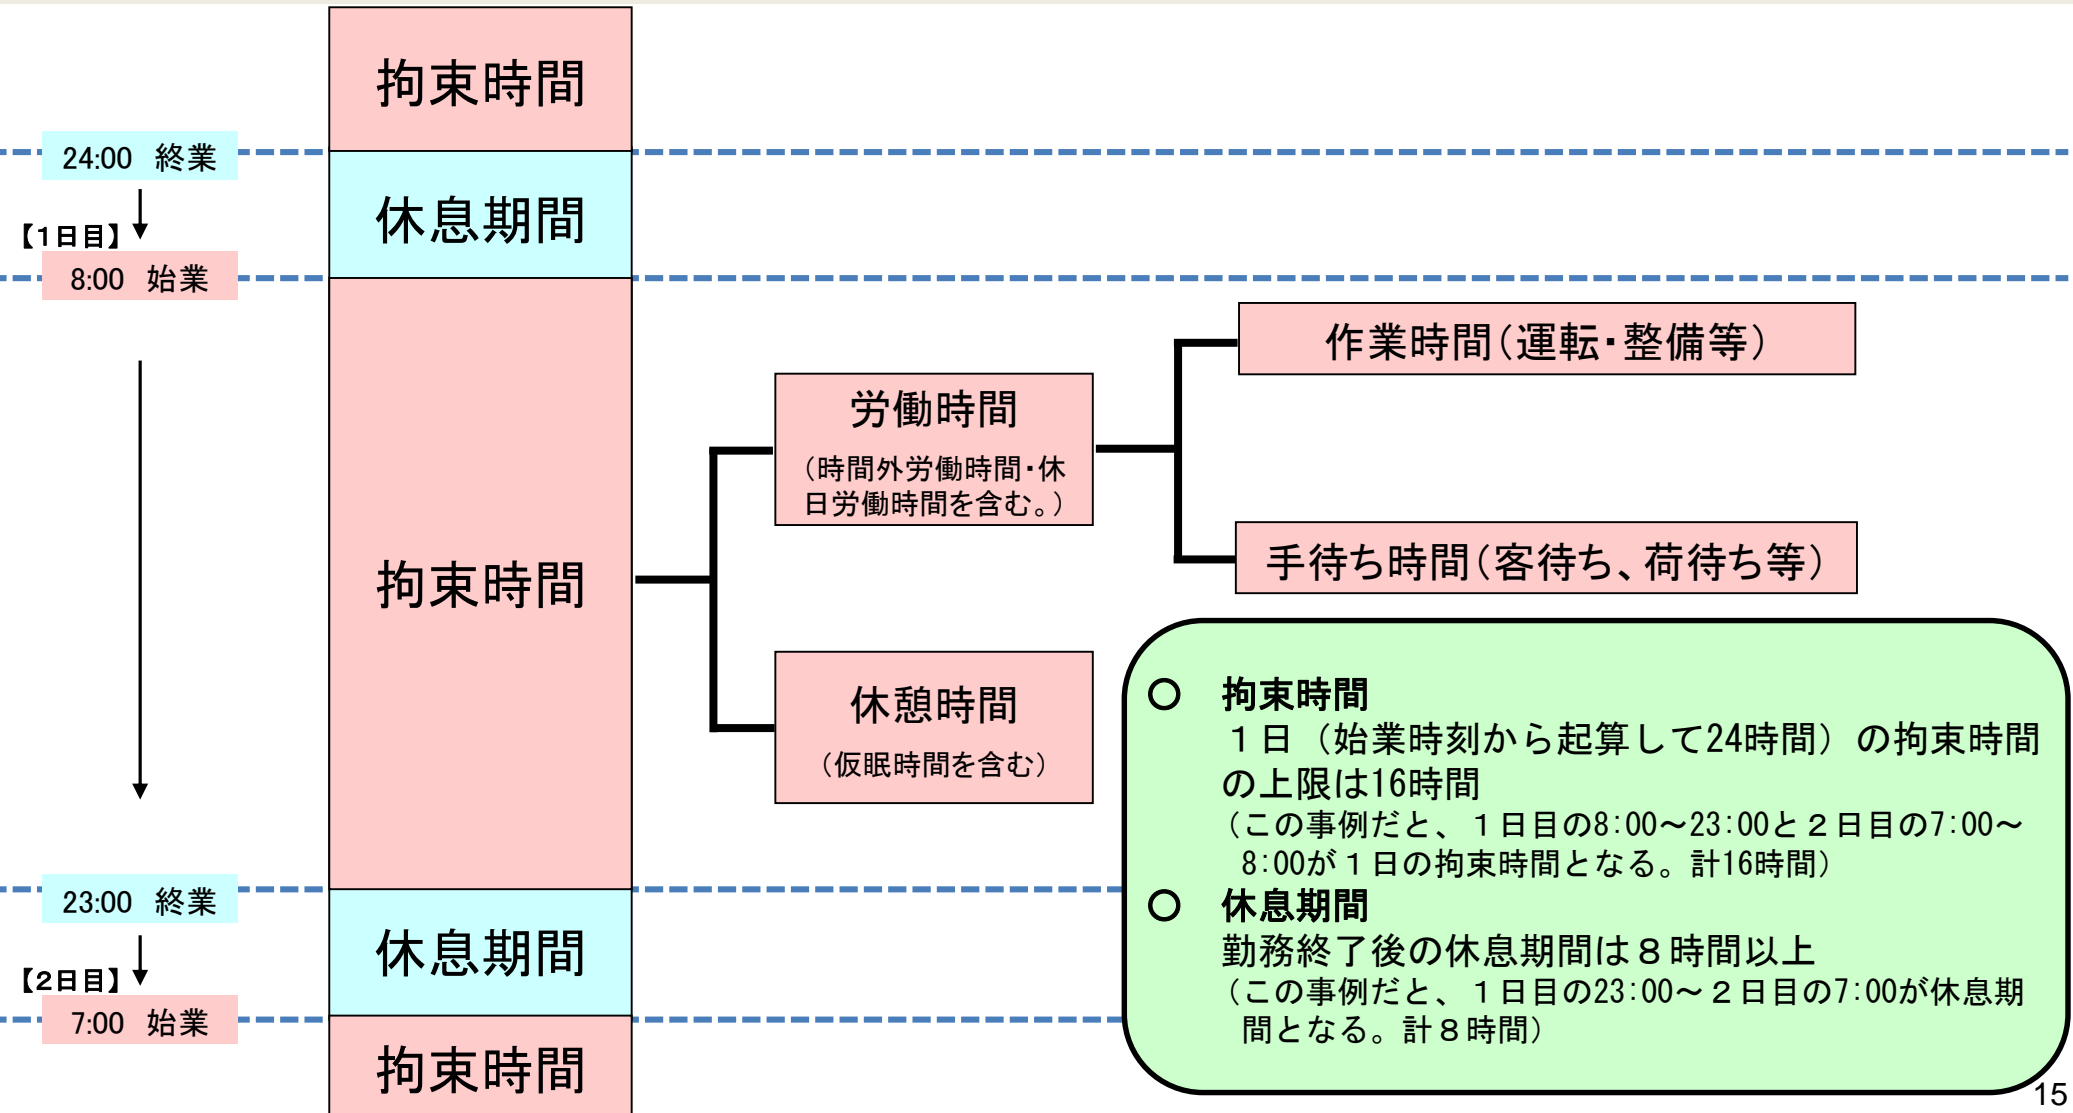 拘束時間
24:00 終業
休息期間
【1日目】
8:00 始業
作業時間（運転・整備等）
労働時間
（時間外労働時間・休
日労働時間を含む。）
手待ち時間（客待ち、荷待ち等）
拘束時間
休憩時間
（仮眠時間を含む）
○ 拘束時間
１日（始業時刻から起算して24時間）の拘束時間
の上限は16時間
（この事例だと、１日目の8:00～23:00と２日目の7:00～
8:00が１日の拘束時間となる。計16時間）
○ 休息期間
勤務終了後の休息期間は８時間以上
（この事例だと、１日目の23:00～２日目の7:00が休息期
間となる。計８時間）
23:00 終業
休息期間
【2日目】
7:00 始業
拘束時間
15